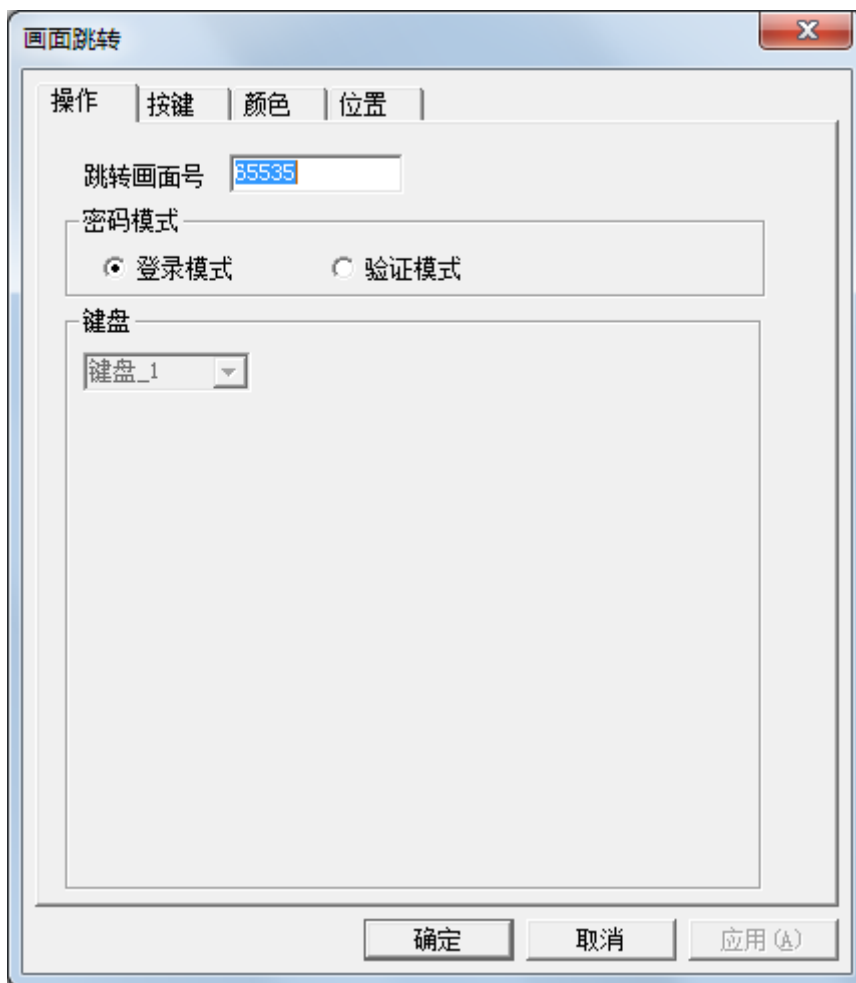 画面跳转
操作 按键 颜色 位置
跳转画面号 65535
密码模式
登录模式 验证模式
键盘
键盘_1
确定 取消 应用(A)